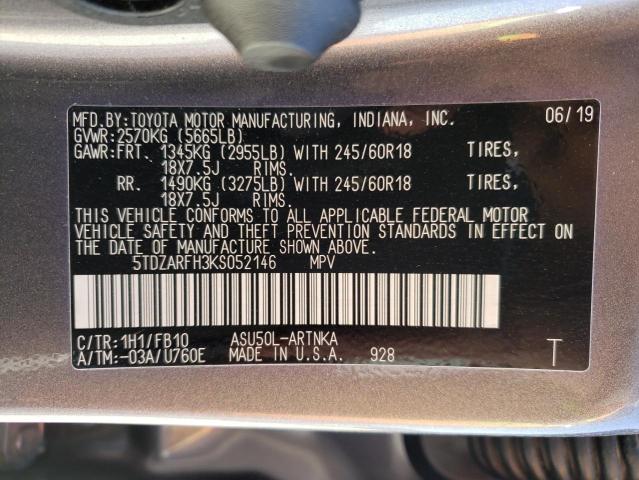 MFD.BY:TOYOTA MOTOR MANUFACTURING, INDIANA, INC. 06/19
GVWR:2570KG (5665LB)
GAWR:FRT. 1345KG (2955LB) WITH 245/60R18 TIRES,
18X7.5J RIMS.
RR. 1490KG (3275LB) WITH 245/60R18 TIRES,
18X7.5J RIMS.
THIS VEHICLE CONFORMS TO ALL APPLICABLE FEDERAL MOTOR
VEHICLE SAFETY AND THEFT PREVENTION STANDARDS IN EFFECT
ON THE DATE OF MANUFACTURE SHOWN ABOVE.
5TDZARFH3KS052146 MPV
C/TR:1H1/FB10 ASU50L-ARTNKA
A/TM:-03A/U760E MADE IN U.S.A. 928 T